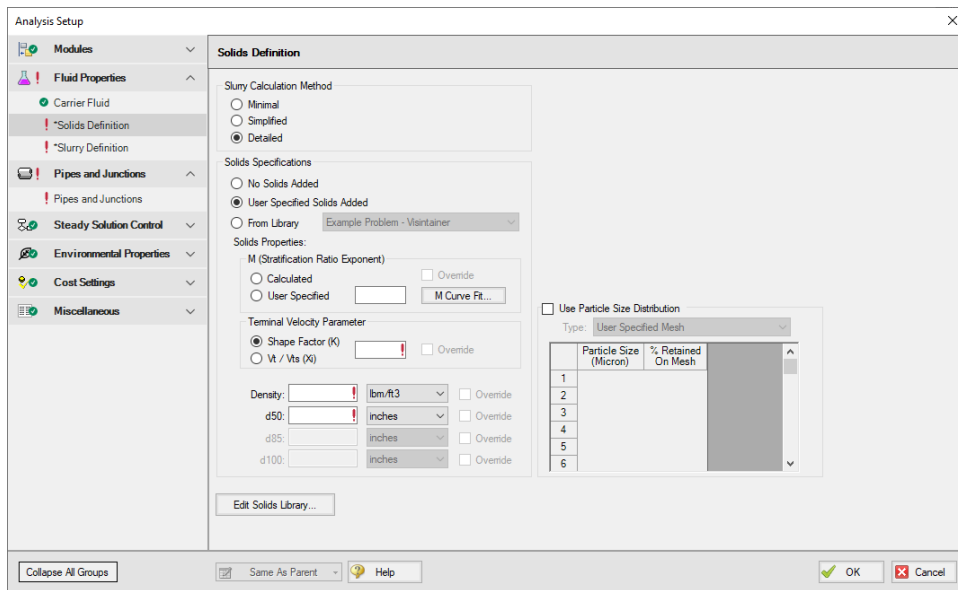 Analysis Setup
Modules
Fluid Properties
Carrier Fluid
*Solids Definition
*Slurry Definition
Pipes and Junctions
Pipes and Junctions
Steady Solution Control
Environmental Properties
Cost Settings
Miscellaneous
Collapse All Groups
Solids Definition
Slurry Calculation Method
Minimal
Simplified
Detailed
Solids Specifications
No Solids Added
User Specified Solids Added
From Library Example Problem - Visintainer
Solids Properties:
M (Stratification Ratio Exponent)
Calculated Override
User Specified M Curve Fit...
Terminal Velocity Parameter
Shape Factor (K) ! Override
Vt / Vts (Xi)
Density: ! lbm/ft3 Override
d50: ! inches Override
d85: inches Override
d100: inches Override
Use Particle Size Distribution
Type: User Specified Mesh
Particle Size (Micron) % Retained On Mesh
1
2
3
4
5
6
Edit Solids Library...
Same As Parent Help OK Cancel